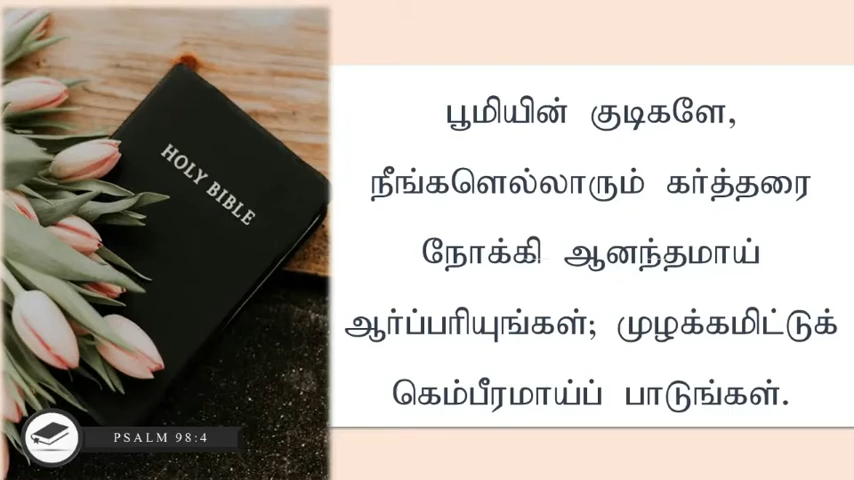 HOLY BIBLE
பூமியின் குடிகளே,
நீங்களெல்லாரும் கர்த்தரை
நோக்கி ஆனந்தமாய்
ஆர்ப்பரியுங்கள்; முழக்கமிட்டுக்
கெம்பீரமாய்ப் பாடுங்கள்.
PSALM 98:4